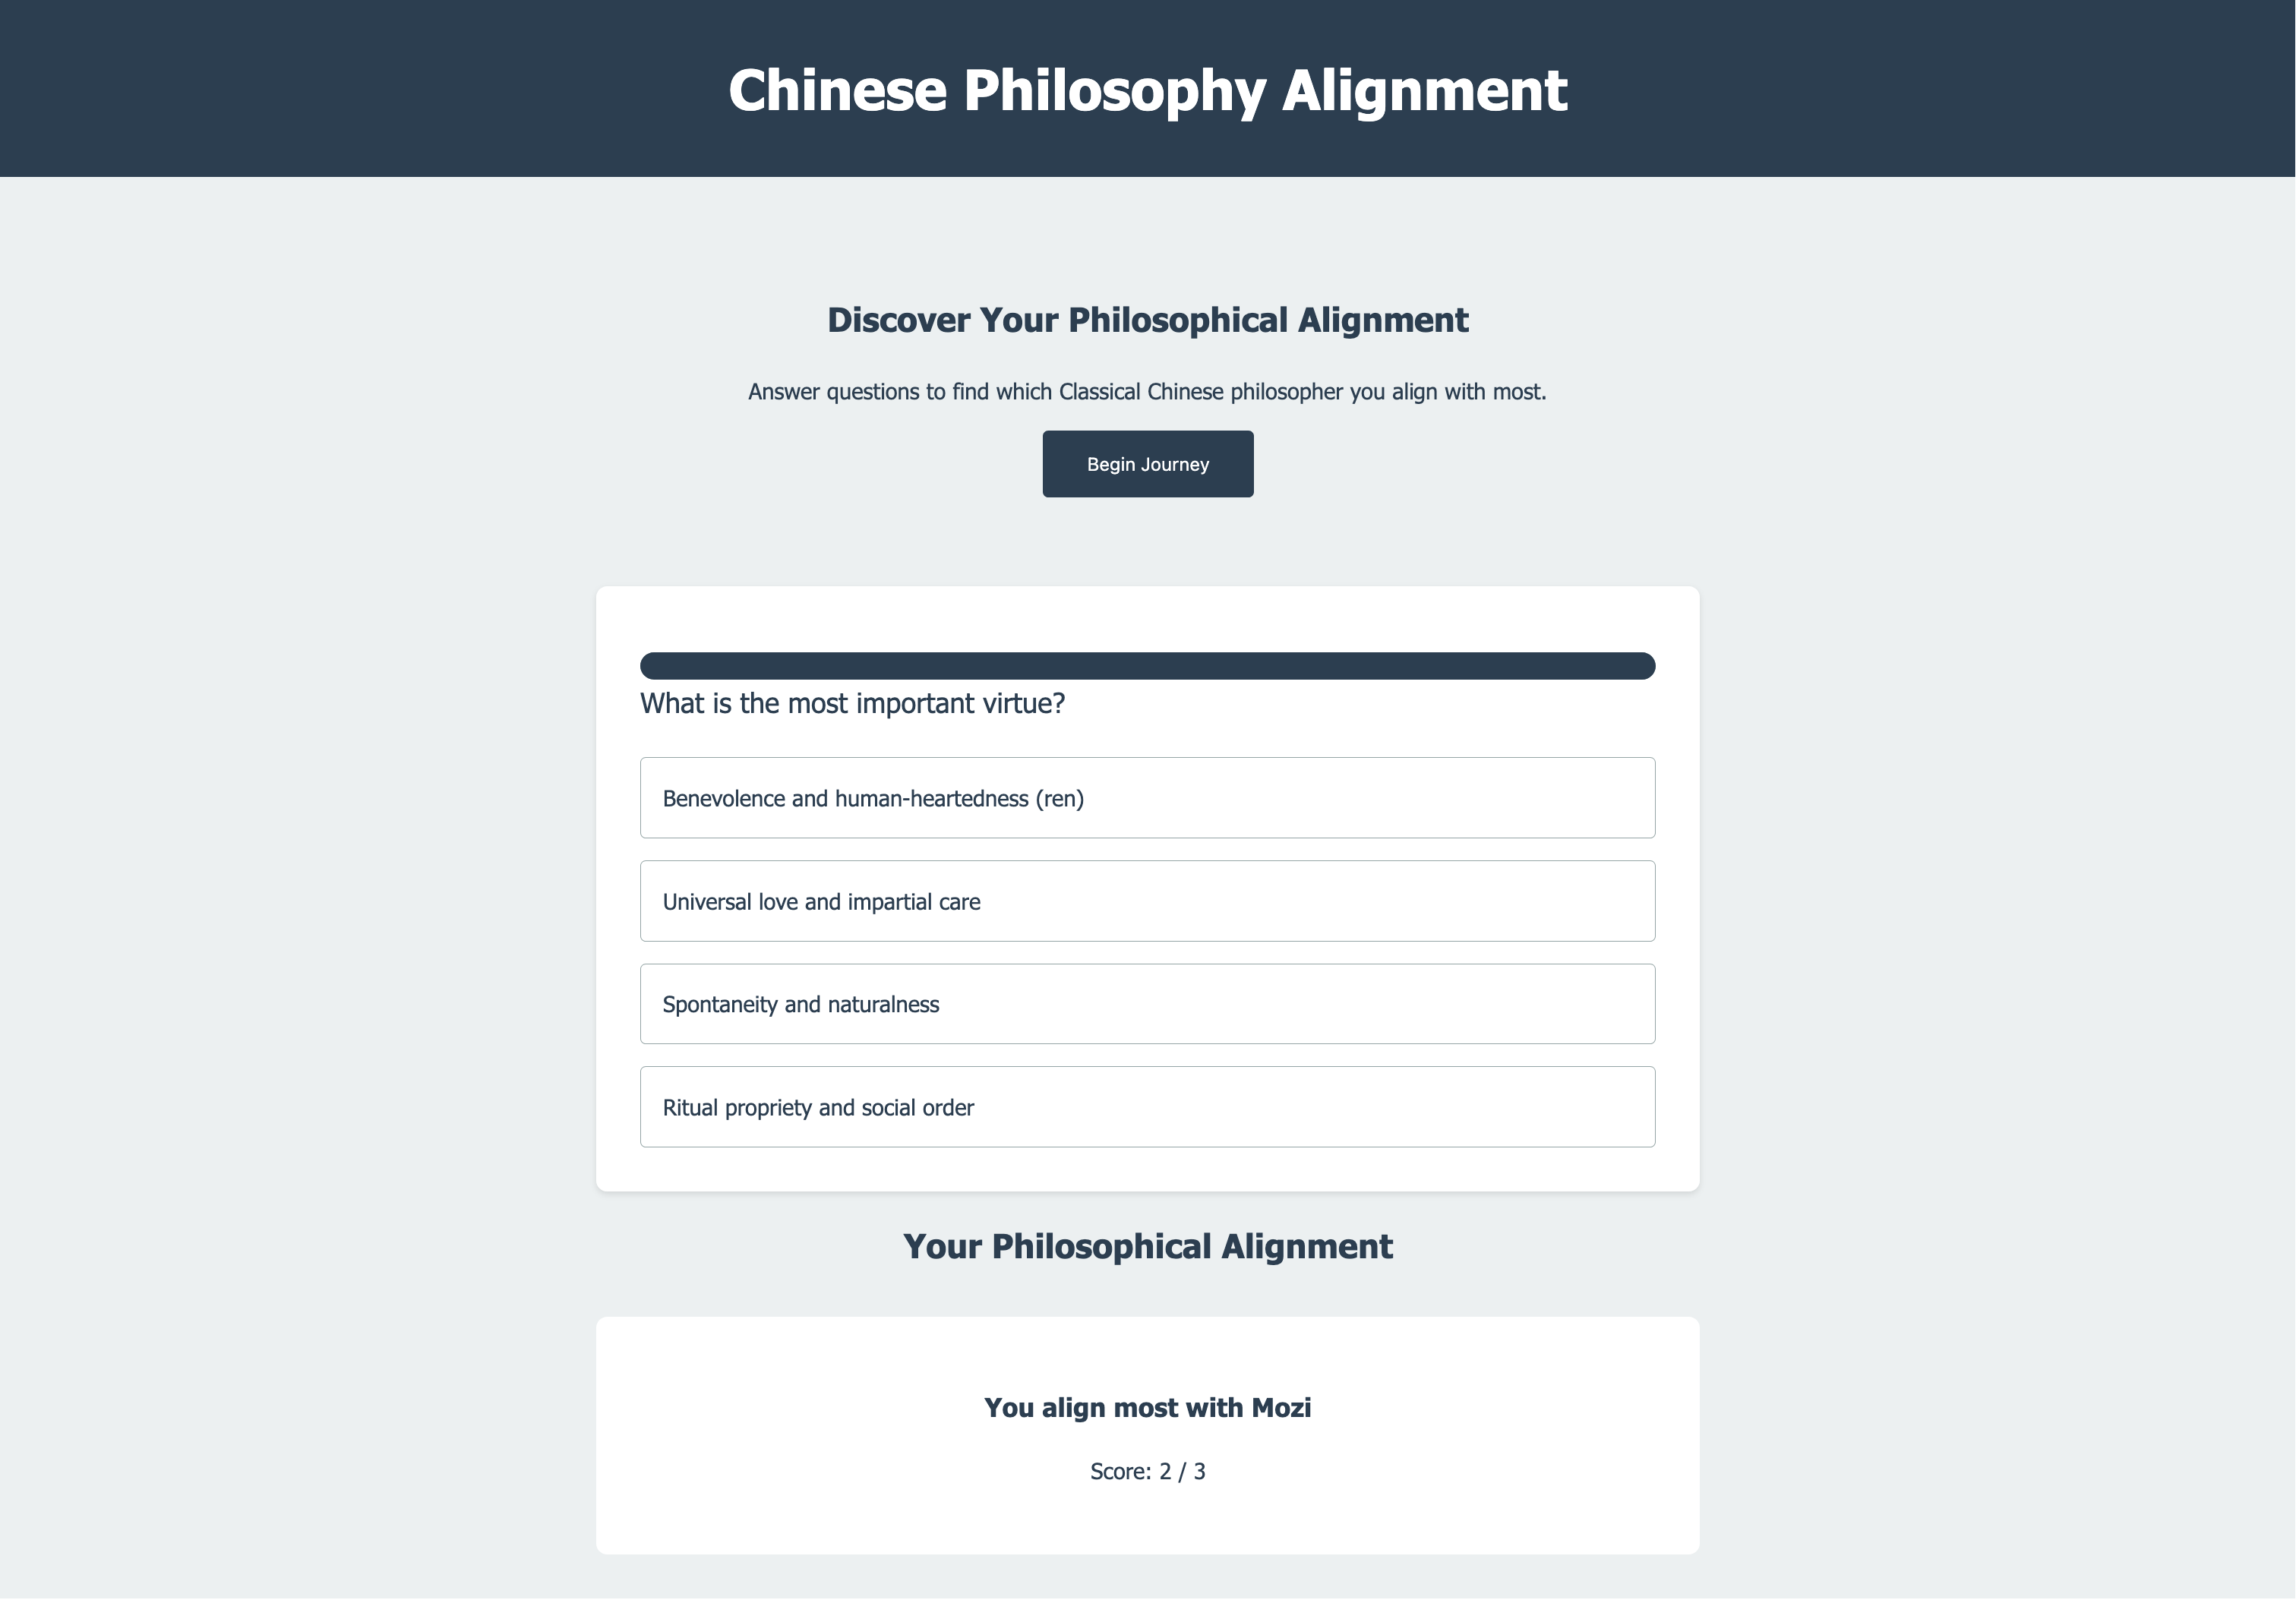 Chinese Philosophy Alignment
Discover Your Philosophical Alignment
Answer questions to find which Classical Chinese philosopher you align with most.
Begin Journey
What is the most important virtue?
Benevolence and human-heartedness (ren)
Universal love and impartial care
Spontaneity and naturalness
Ritual propriety and social order
Your Philosophical Alignment
You align most with Mozi
Score: 2 / 3